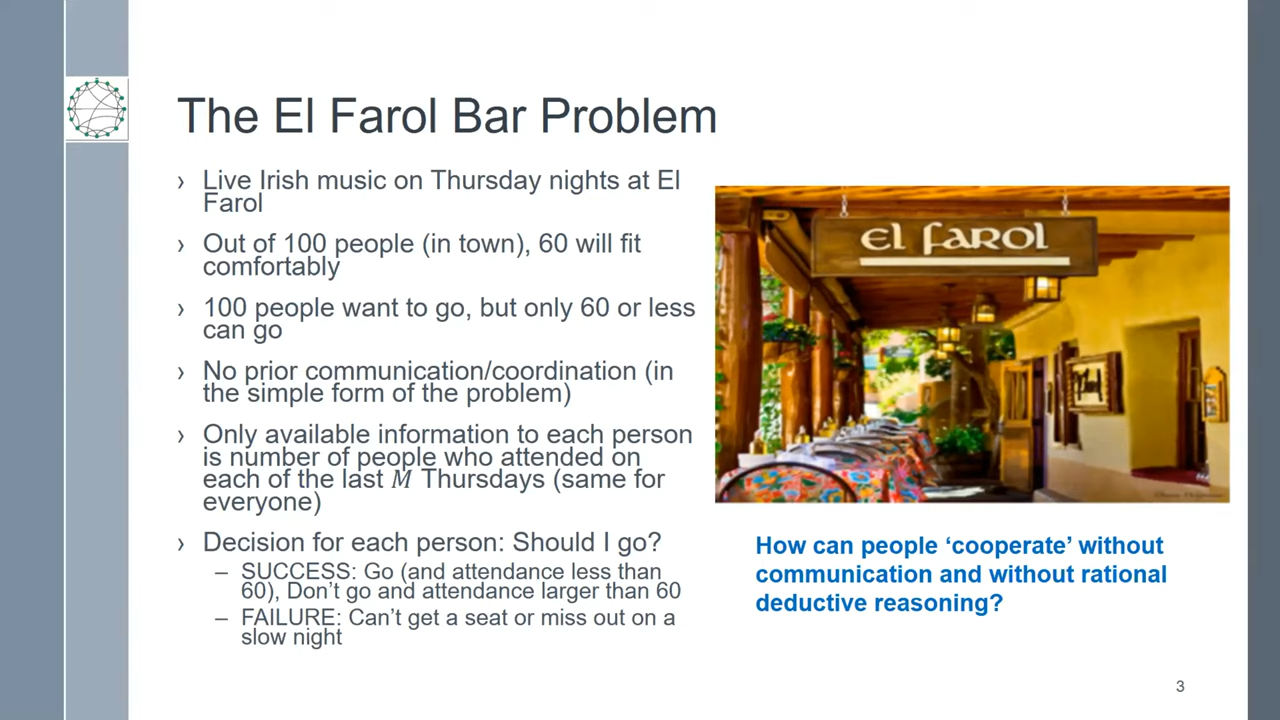 The El Farol Bar Problem
› Live Irish music on Thursday nights at El
Farol
› Out of 100 people (in town), 60 will fit
comfortably
› 100 people want to go, but only 60 or less
can go
› No prior communication/coordination (in
the simple form of the problem)
› Only available information to each person
is number of people who attended on
each of the last M Thursdays (same for
everyone)
› Decision for each person: Should I go?
– SUCCESS: Go (and attendance less than
60), Don’t go and attendance larger than 60
– FAILURE: Can’t get a seat or miss out on a
slow night
el farol
How can people ‘cooperate’ without
communication and without rational
deductive reasoning?
3